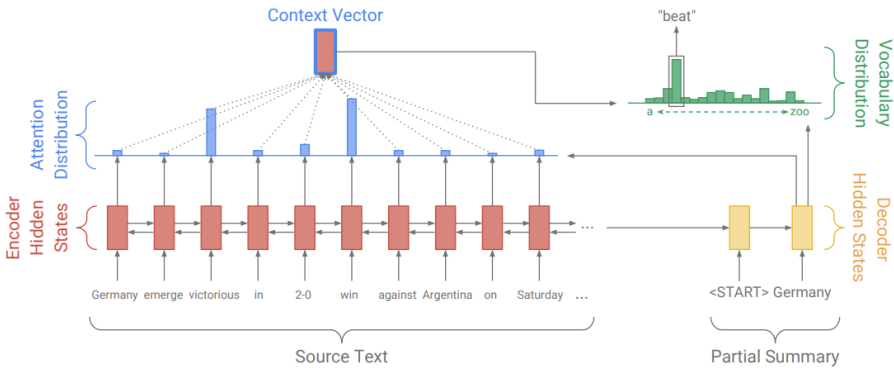 Context Vector
"beat"
Vocabulary
Distribution
a
zoo
Attention
Distribution
Encoder
Hidden
States
Decoder
Hidden States
...
Germany emerge victorious in 2-0 win against Argentina on Saturday ...
<START> Germany
Source Text
Partial Summary